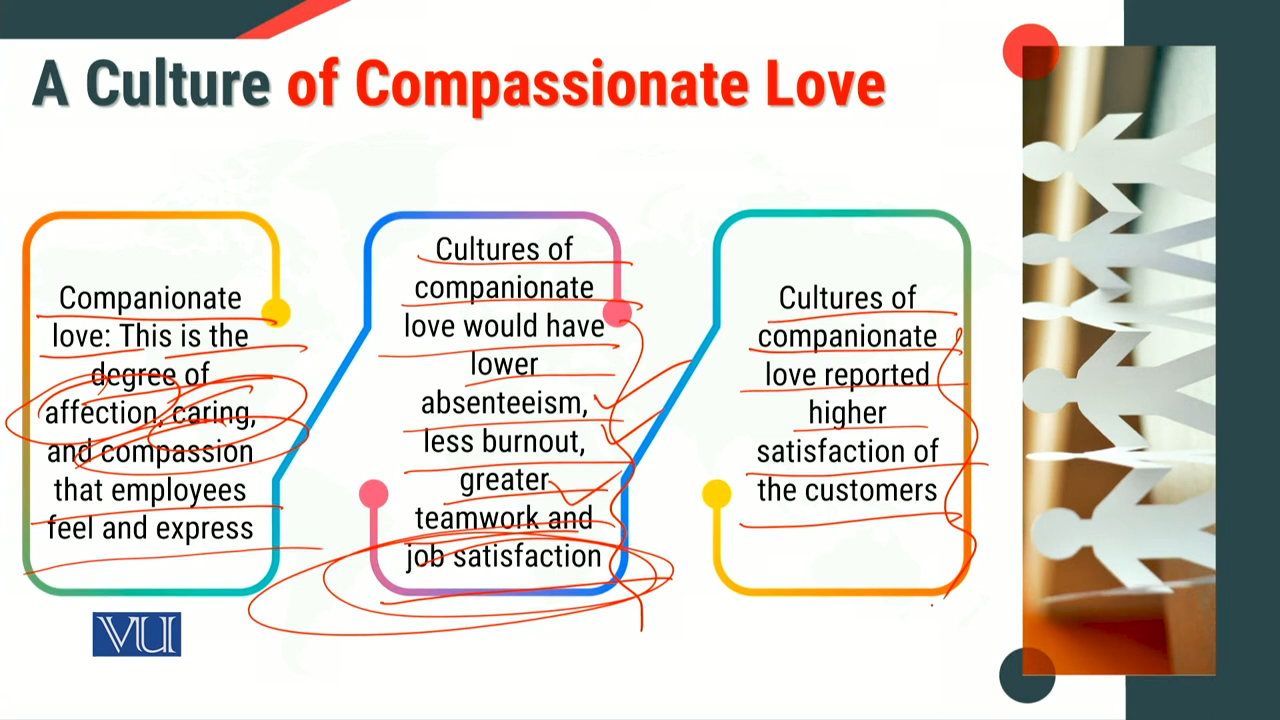 A Culture of Compassionate Love
Companionate
love: This is the
degree of
affection, caring,
and compassion
that employees
feel and express
Cultures of
companionate
love would have
lower
absenteeism,
less burnout,
greater
teamwork and
job satisfaction
Cultures of
companionate
love reported
higher
satisfaction of
the customers
VU